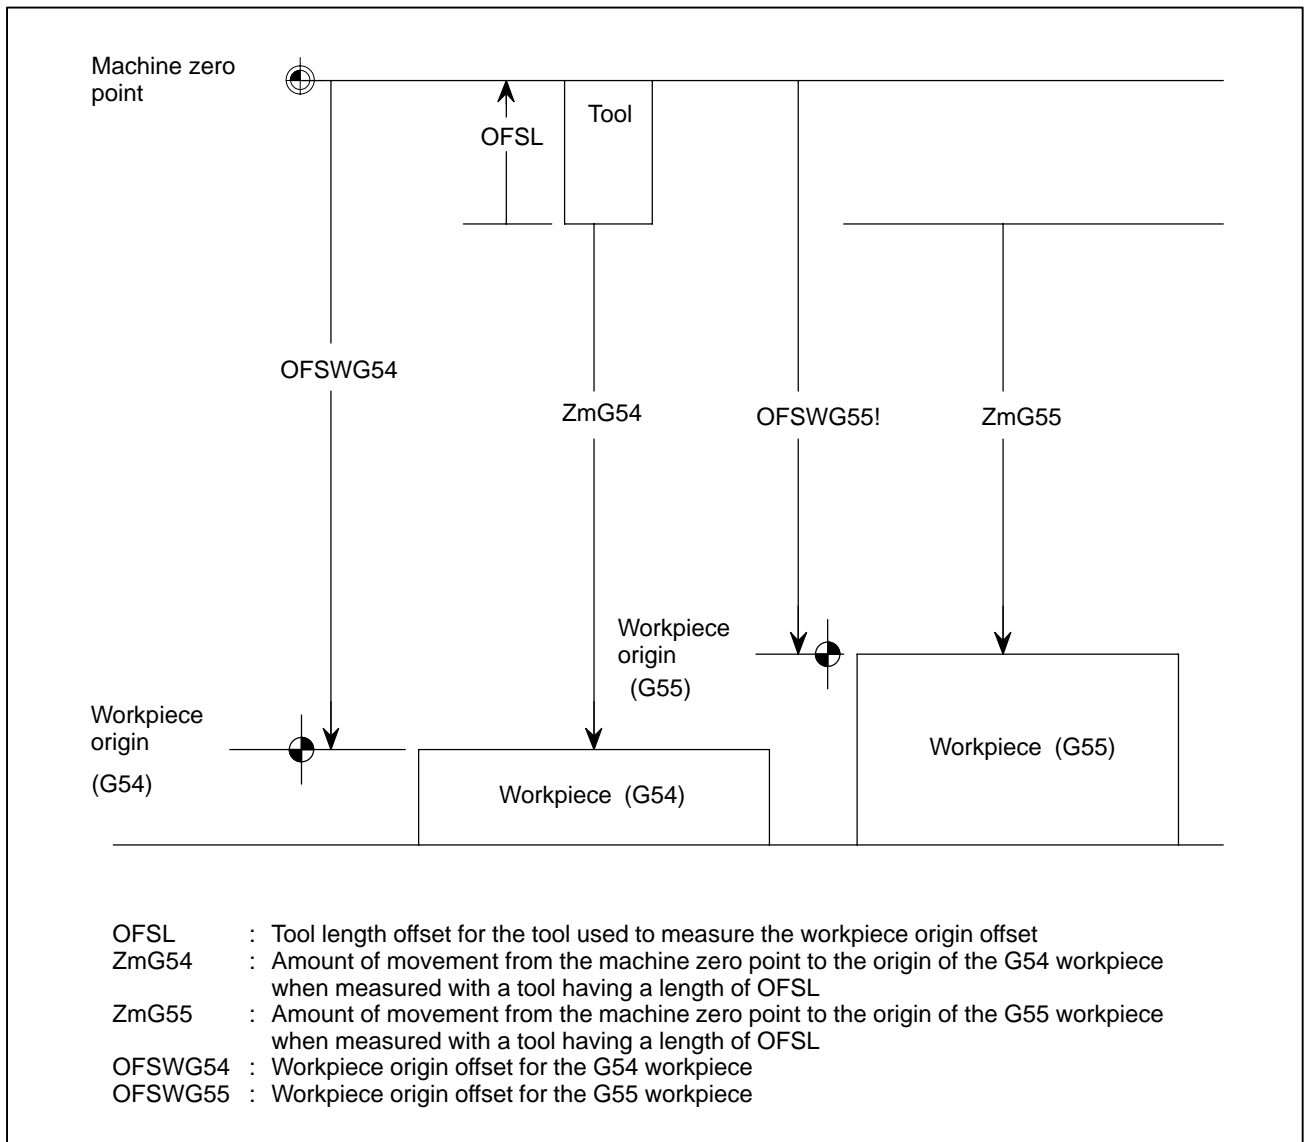 Machine zero
point
Tool
OFSL
OFSWG54
ZmG54
OFSWG55!
ZmG55
Workpiece
origin
(G55)
Workpiece
origin
(G54)
Workpiece (G55)
Workpiece (G54)
OFSL : Tool length offset for the tool used to measure the workpiece origin offset
ZmG54 : Amount of movement from the machine zero point to the origin of the G54 workpiece
when measured with a tool having a length of OFSL
ZmG55 : Amount of movement from the machine zero point to the origin of the G55 workpiece
when measured with a tool having a length of OFSL
OFSWG54 : Workpiece origin offset for the G54 workpiece
OFSWG55 : Workpiece origin offset for the G55 workpiece